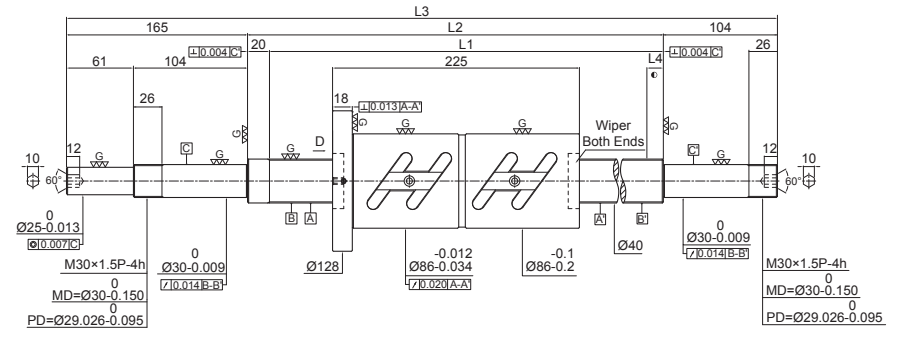 L3
165
L2
104
⊥ 0.004 C
20
L1
⊥ 0.004 C'
26
61
104
225
L4
26
18
⊥ 0.013 A-A'
G
G
G
G
G
C
G
G
G
D
Wiper
Both Ends
C'
G
10
12
60°
12
60°
10
B
A
A'
B'
0
Ø25-0.013
◎ 0.007 C
0
Ø30-0.009
0.014 B-B'
Ø128
-0.012
Ø86-0.034
0.020 A-A'
-0.1
Ø86-0.2
Ø40
0
Ø30-0.009
0.014 B-B'
M30×1.5P-4h
0
MD=Ø30-0.150
0
PD=Ø29.026-0.095
M30×1.5P-4h
0
MD=Ø30-0.150
0
PD=Ø29.026-0.095